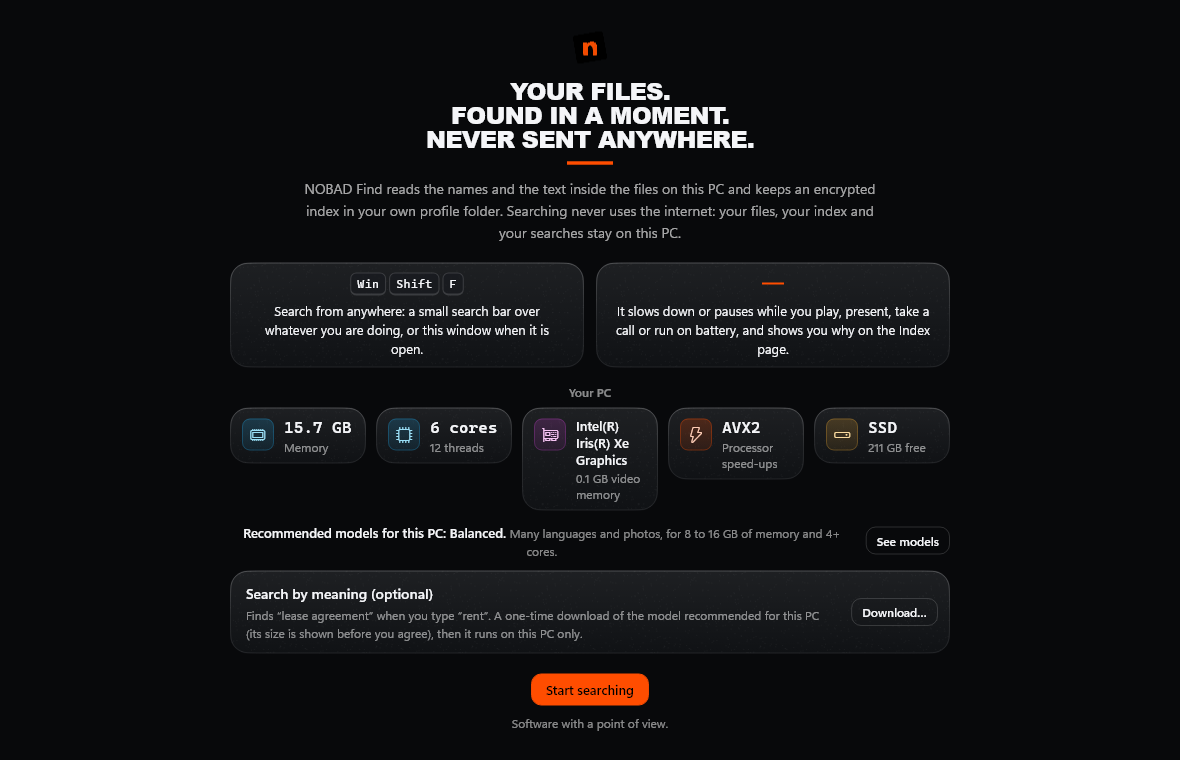 n
YOUR FILES.
FOUND IN A MOMENT.
NEVER SENT ANYWHERE.
NOBAD Find reads the names and the text inside the files on this PC and keeps an encrypted
index in your own profile folder. Searching never uses the internet: your files, your index and
your searches stay on this PC.
Win Shift F
Search from anywhere: a small search bar over
whatever you are doing, or this window when it is
open.
It slows down or pauses while you play, present, take a
call or run on battery, and shows you why on the Index
page.
Your PC
15.7 GB
Memory
6 cores
12 threads
Intel(R)
Iris(R) Xe
Graphics
0.1 GB video
memory
AVX2
Processor
speed-ups
SSD
211 GB free
Recommended models for this PC: Balanced. Many languages and photos, for 8 to 16 GB of memory and 4+
cores.
See models
Search by meaning (optional)
Finds “lease agreement” when you type “rent”. A one-time download of the model recommended for this PC
(its size is shown before you agree), then it runs on this PC only.
Download...
Start searching
Software with a point of view.